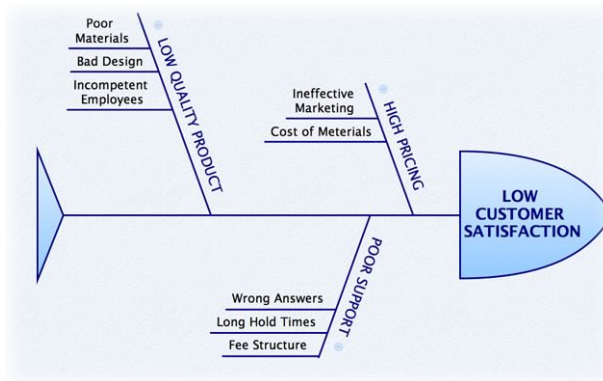 Poor
Materials
Bad Design
Incompetent
Employees
LOW QUALITY PRODUCT
Ineffective
Marketing
Cost of Meterials
HIGH PRICING
LOW
CUSTOMER
SATISFACTION
POOR SUPPORT
Wrong Answers
Long Hold Times
Fee Structure